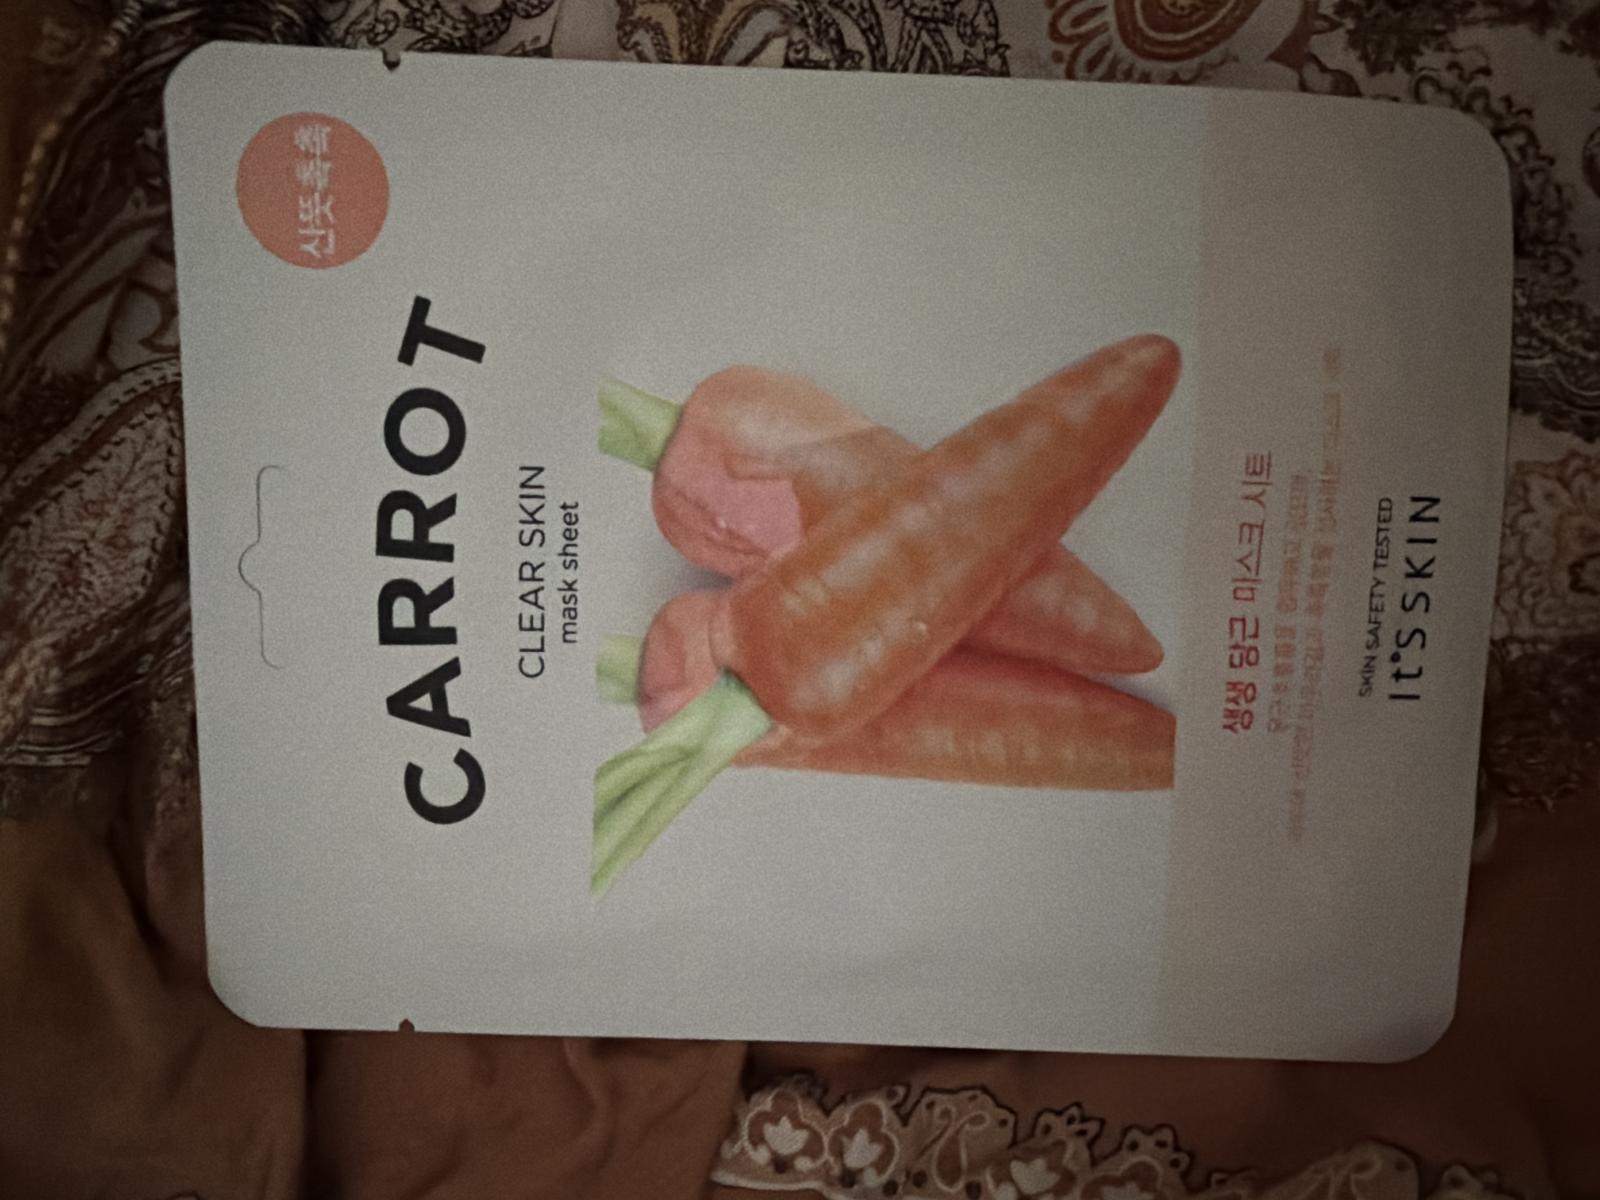 산뜻촉촉
CARROT
CLEAR SKIN
mask sheet
생생 당근 마스크 시트
SKIN SAFETY TESTED
It'S SKIN